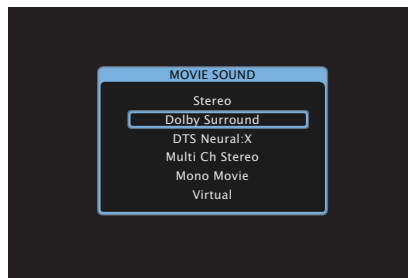 MOVIE SOUND
Stereo
Dolby Surround
DTS Neural:X
Multi Ch Stereo
Mono Movie
Virtual